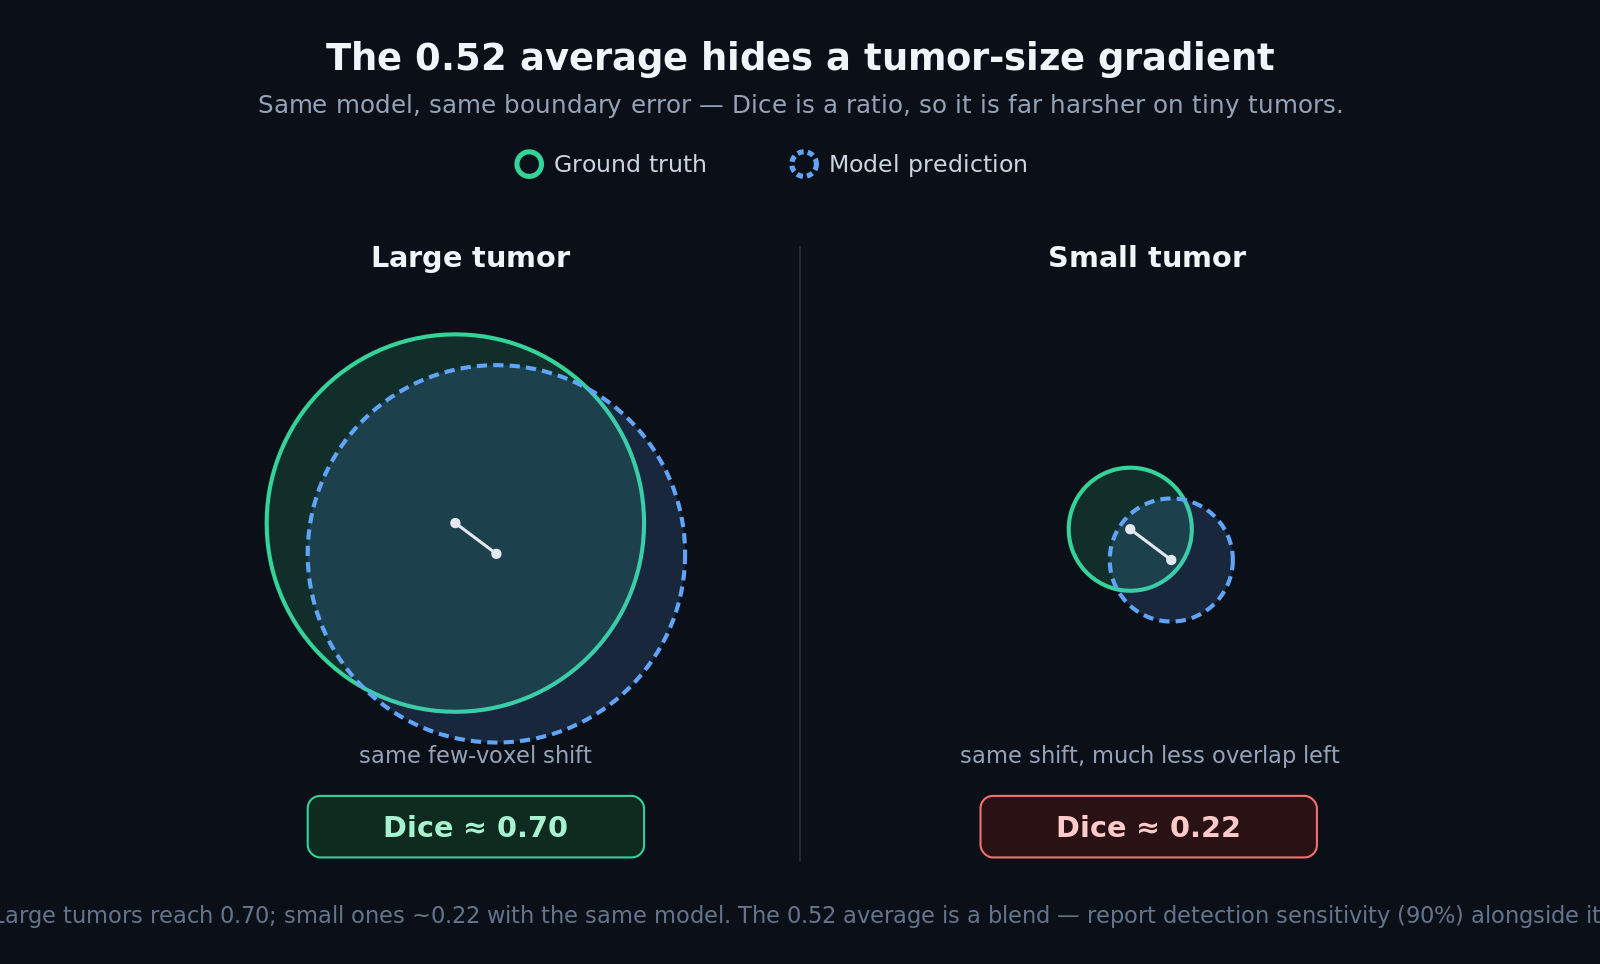 The 0.52 average hides a tumor-size gradient
Same model, same boundary error — Dice is a ratio, so it is far harsher on tiny tumors.
Ground truth
Model prediction
Large tumor
Small tumor
same few-voxel shift
same shift, much less overlap left
Dice ≈ 0.70
Dice ≈ 0.22
Large tumors reach 0.70; small ones ~0.22 with the same model. The 0.52 average is a blend — report detection sensitivity (90%) alongside it